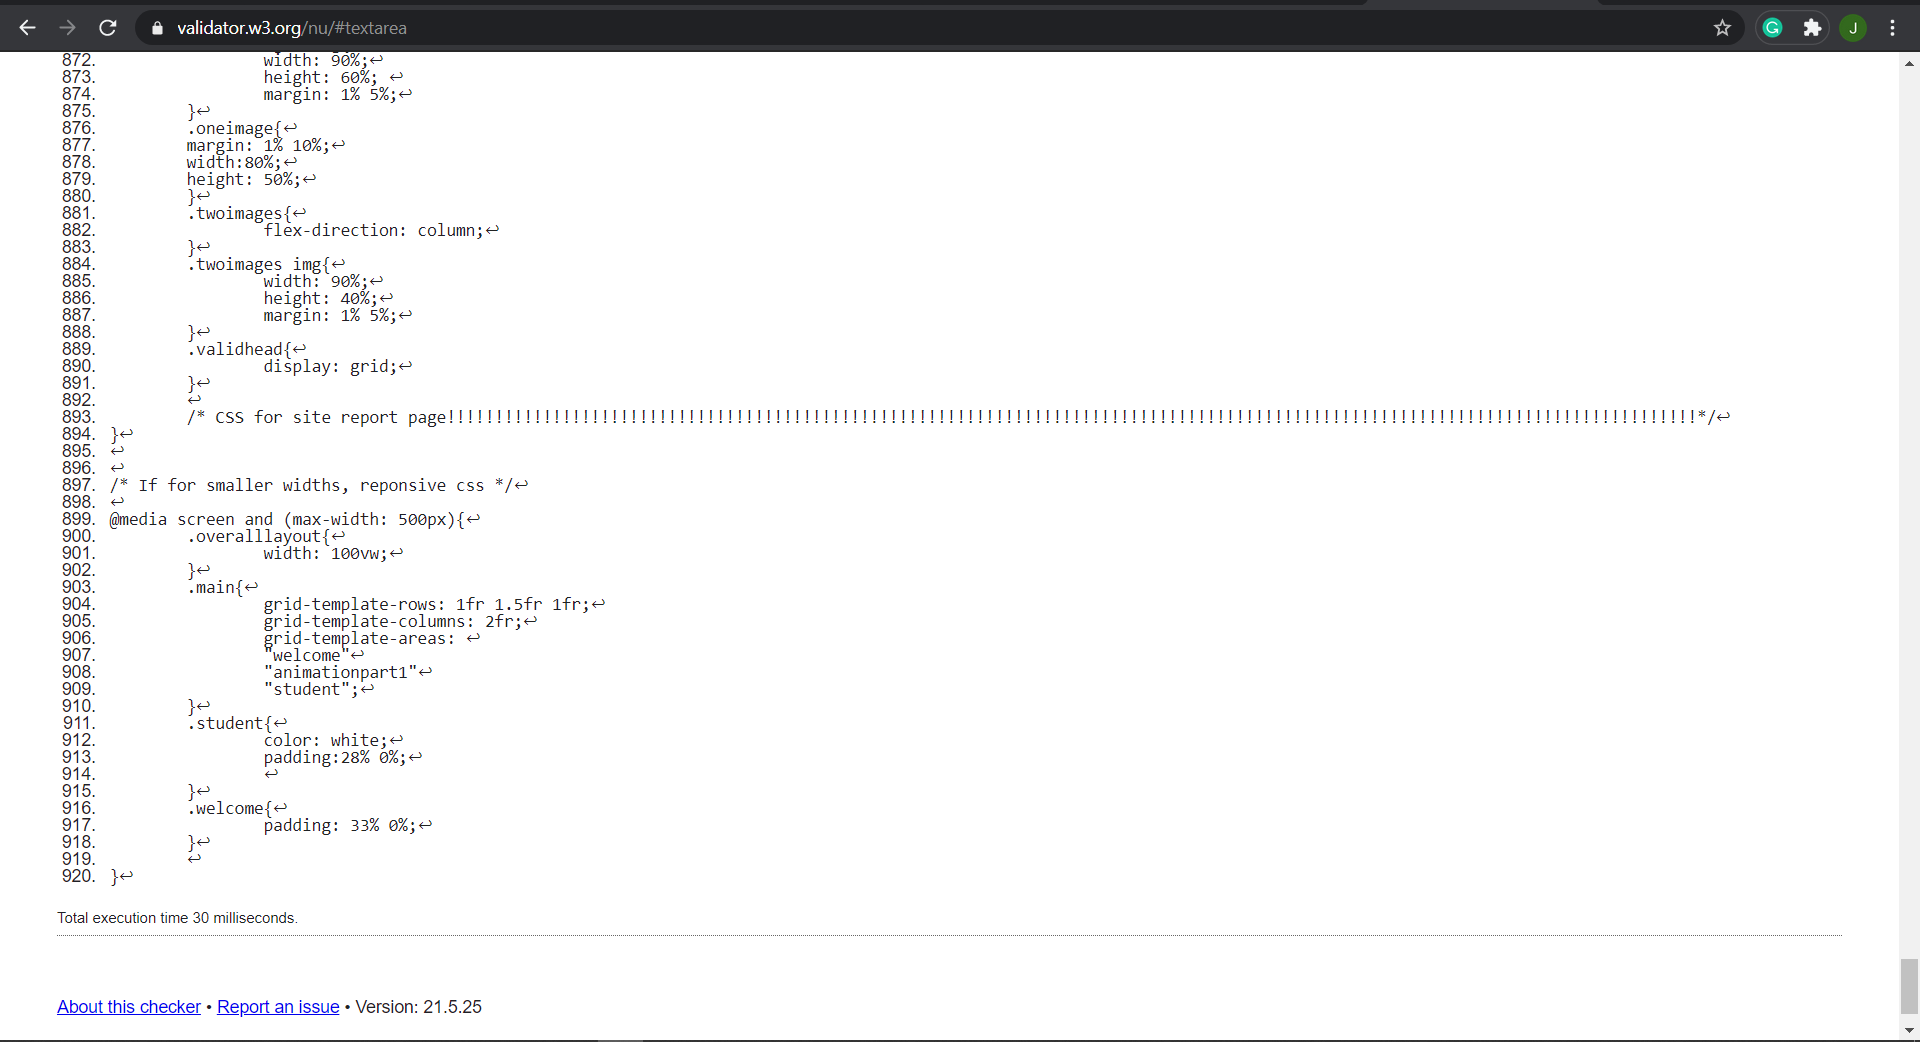 validator.w3.org/nu/#textarea
J
872. width: 90%;↩
873. height: 60%; ↩
874. margin: 1% 5%;↩
875. }↩
876. .oneimage{↩
877. margin: 1% 10%;↩
878. width:80%;↩
879. height: 50%;↩
880. }↩
881. .twoimages{↩
882. flex-direction: column;↩
883. }↩
884. .twoimages img{↩
885. width: 90%;↩
886. height: 40%;↩
887. margin: 1% 5%;↩
888. }↩
889. .validhead{↩
890. display: grid;↩
891. }↩
892. ↩
893. /* CSS for site report page!!!!!!!!!!!!!!!!!!!!!!!!!!!!!!!!!!!!!!!!!!!!!!!!!!!!!!!!!!!!!!!!!!!!!!!!!!!!!!!!!!!!!!!!!!!!!!!!!!!!!!!!!!!!!!!!!!!!!!!!!!!!!!!!!!*/↩
894. }↩
895. ↩
896. ↩
897. /* If for smaller widths, reponsive css */↩
898. ↩
899. @media screen and (max-width: 500px){↩
900. .overalllayout{↩
901. width: 100vw;↩
902. }↩
903. .main{↩
904. grid-template-rows: 1fr 1.5fr 1fr;↩
905. grid-template-columns: 2fr;↩
906. grid-template-areas: ↩
907. "welcome"↩
908. "animationpart1"↩
909. "student";↩
910. }↩
911. .student{↩
912. color: white;↩
913. padding:28% 0%;↩
914. ↩
915. }↩
916. .welcome{↩
917. padding: 33% 0%;↩
918. }↩
919. ↩
920. }↩
Total execution time 30 milliseconds.
About this checker • Report an issue • Version: 21.5.25